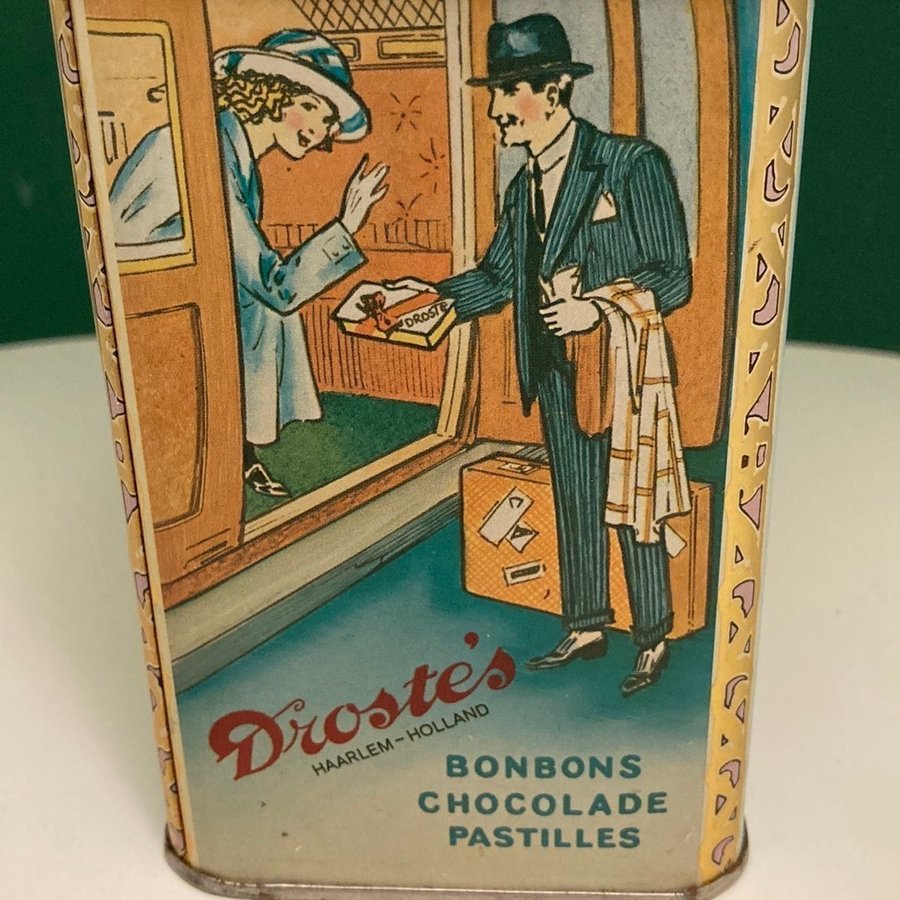 DROSTE
Droste's
HAARLEM-HOLLAND
BONBONS
CHOCOLADE
PASTILLES